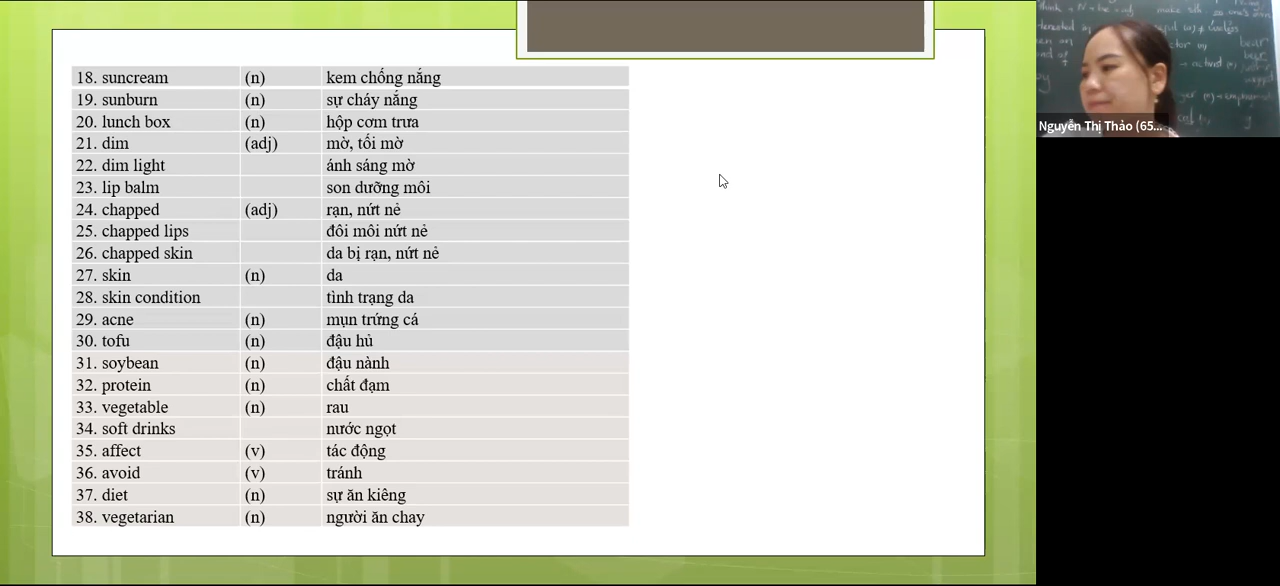 18. suncream (n) kem chống nắng
19. sunburn (n) sự cháy nắng
20. lunch box (n) hộp cơm trưa
21. dim (adj) mờ, tối mờ
22. dim light ánh sáng mờ
23. lip balm son dưỡng môi
24. chapped (adj) rạn, nứt nẻ
25. chapped lips đôi môi nứt nẻ
26. chapped skin da bị rạn, nứt nẻ
27. skin (n) da
28. skin condition tình trạng da
29. acne (n) mụn trứng cá
30. tofu (n) đậu hủ
31. soybean (n) đậu nành
32. protein (n) chất đạm
33. vegetable (n) rau
34. soft drinks nước ngọt
35. affect (v) tác động
36. avoid (v) tránh
37. diet (n) sự ăn kiêng
38. vegetarian (n) người ăn chay
make
bear
Nguyễn Thị Thảo (65...